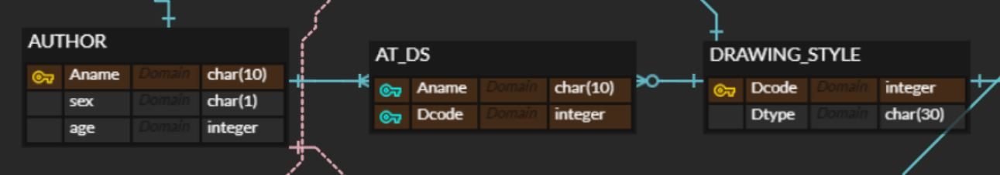 AUTHOR
Aname Domain char(10)
sex Domain char(1)
age Domain integer
AT_DS
Aname Domain char(10)
Dcode Domain integer
DRAWING_STYLE
Dcode Domain integer
Dtype Domain char(30)